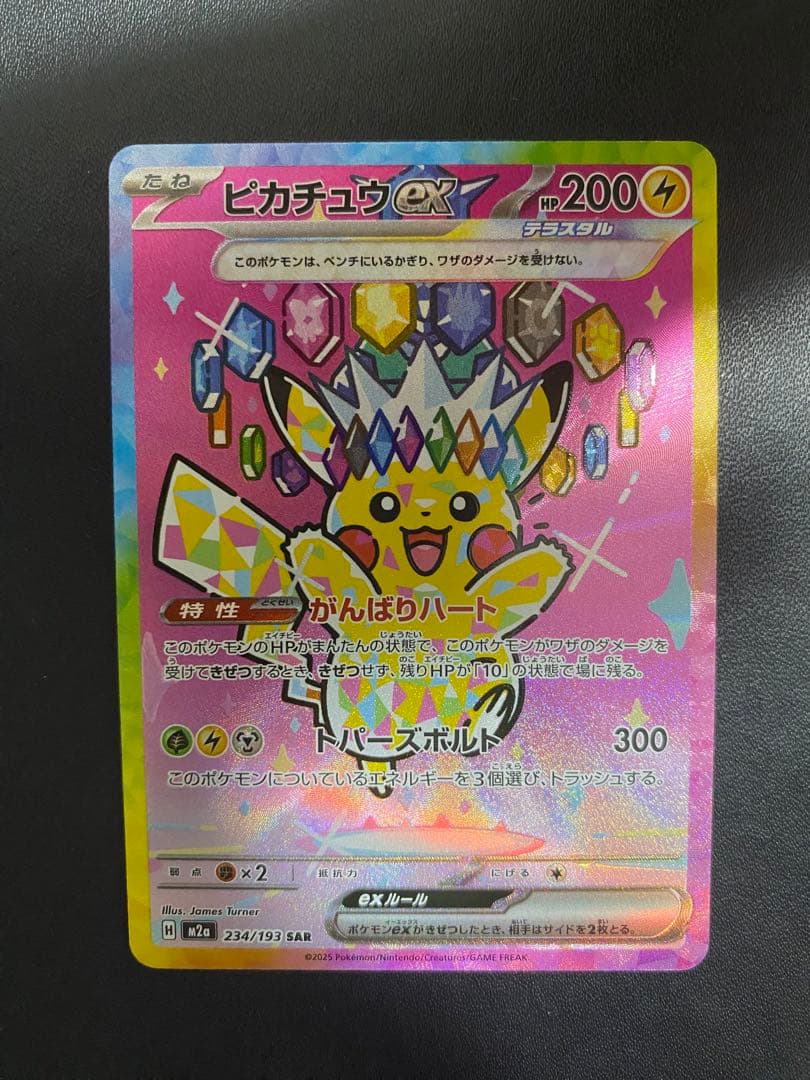 たね ピカチュウex HP200
テラスタル
このポケモンは、ベンチにいるかぎり、ワザのダメージを受けない。
特性 がんばりハート
このポケモンのHPがまんたんの状態で、このポケモンがワザのダメージを
受けてきぜつするとき、きぜつせず、残りHPが「10」の状態で場に残る。
トパーズボルト 300
このポケモンについているエネルギーを3個選び、トラッシュする。
弱点 ×2 抵抗力 にげる
exルール
ポケモンexがきぜつしたとき、相手はサイドを2枚とる。
Illus. James Turner
H m2a 234/193 SAR
©2025 Pokémon/Nintendo/Creatures/GAME FREAK